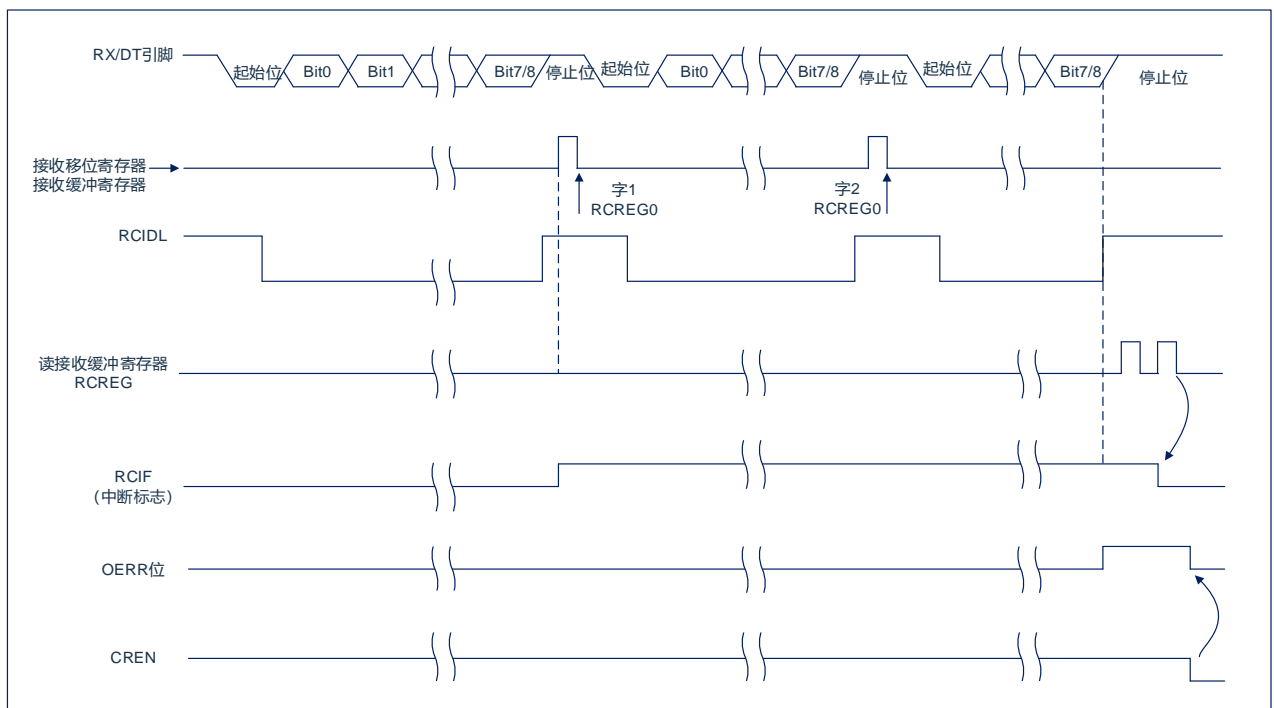 RX/DT引脚 起始位 Bit0 Bit1 Bit7/8 停止位 起始位 Bit0 Bit7/8 停止位 起始位 Bit7/8 停止位
接收移位寄存器
接收缓冲寄存器
字1
RCREG0
字2
RCREG0
RCIDL
读接收缓冲寄存器
RCREG
RCIF
(中断标志)
OERR位
CREN